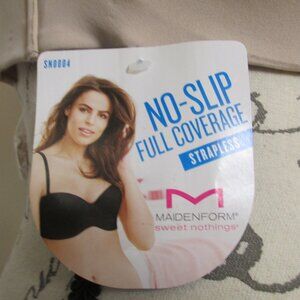 SN0004
NO-SLIP
FULL COVERAGE
STRAPLESS
M
MAIDENFORM®
sweet nothings®